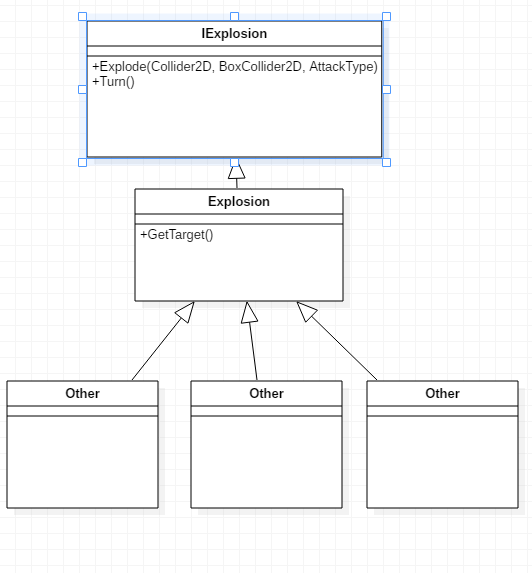 IExplosion
+Explode(Collider2D, BoxCollider2D, AttackType)
+Turn()
Explosion
+GetTarget()
Other
Other
Other